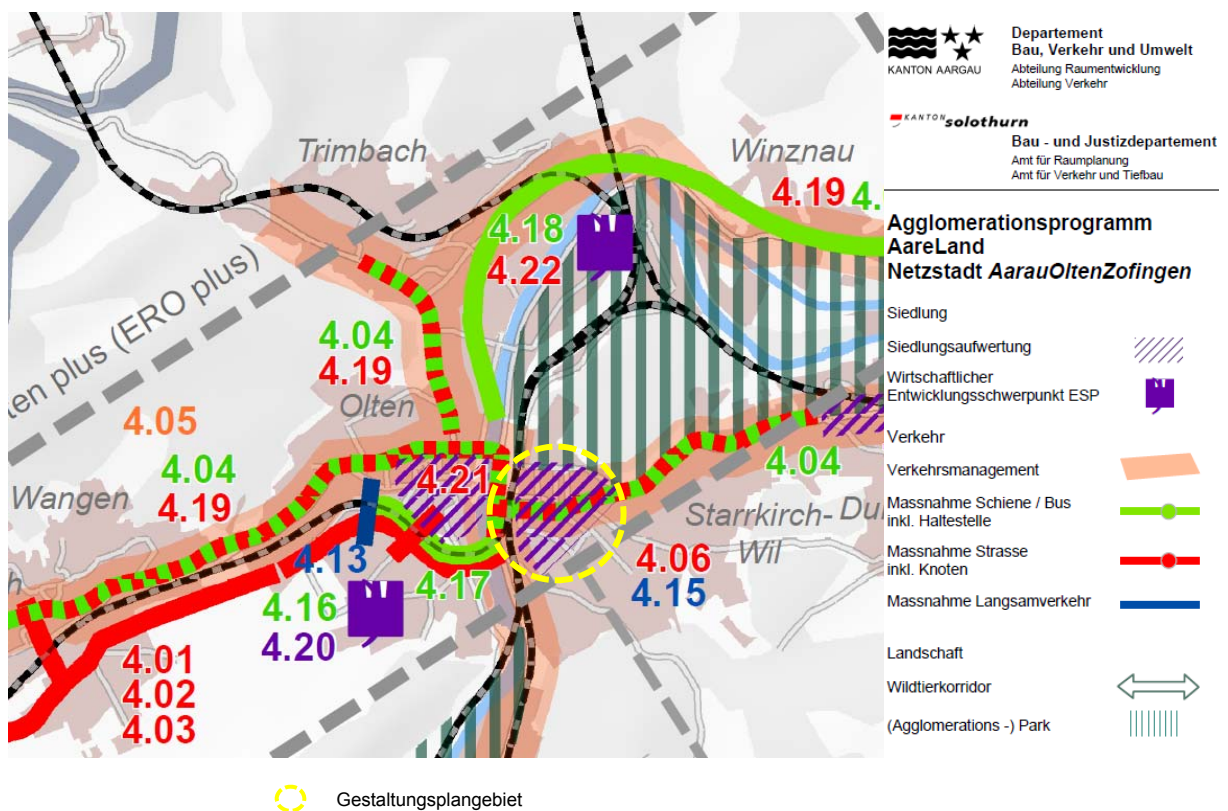 Trimbach
Winznau
4.19 4.
4.18
4.22
ten plus (ERO plus)
4.04
4.19
Olten
4.05
4.04
4.19
Wangen
4.21
4.04
Starrkirch-
Wil
Du
4.13
4.17
4.06
4.15
4.16
4.20
h
4.01
4.02
4.03
KANTON AARGAU
Departement
Bau, Verkehr und Umwelt
Abteilung Raumentwicklung
Abteilung Verkehr
KANTON solothurn
Bau - und Justizdepartement
Amt für Raumplanung
Amt für Verkehr und Tiefbau
Agglomerationsprogramm
AareLand
Netzstadt AarauOltenZofingen
Siedlung
Siedlungsaufwertung
Wirtschaftlicher
Entwicklungsschwerpunkt ESP
Verkehr
Verkehrsmanagement
Massnahme Schiene / Bus
inkl. Haltestelle
Massnahme Strasse
inkl. Knoten
Massnahme Langsamverkehr
Landschaft
Wildtierkorridor
(Agglomerations -) Park
Gestaltungsplangebiet